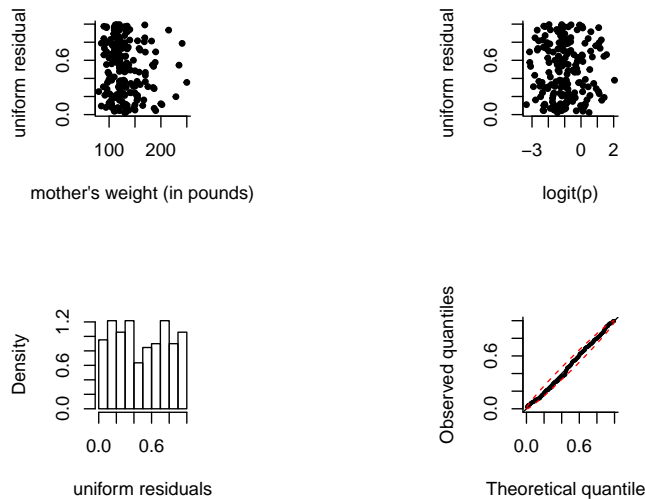 uniform residual
0.0 0.6
100 200
mother's weight (in pounds)
uniform residual
0.0 0.6
−3 0 2
logit(p)
Density
0.0 0.6 1.2
0.0 0.6
uniform residuals
Observed quantiles
0.0 0.6
0.0 0.6
Theoretical quantile